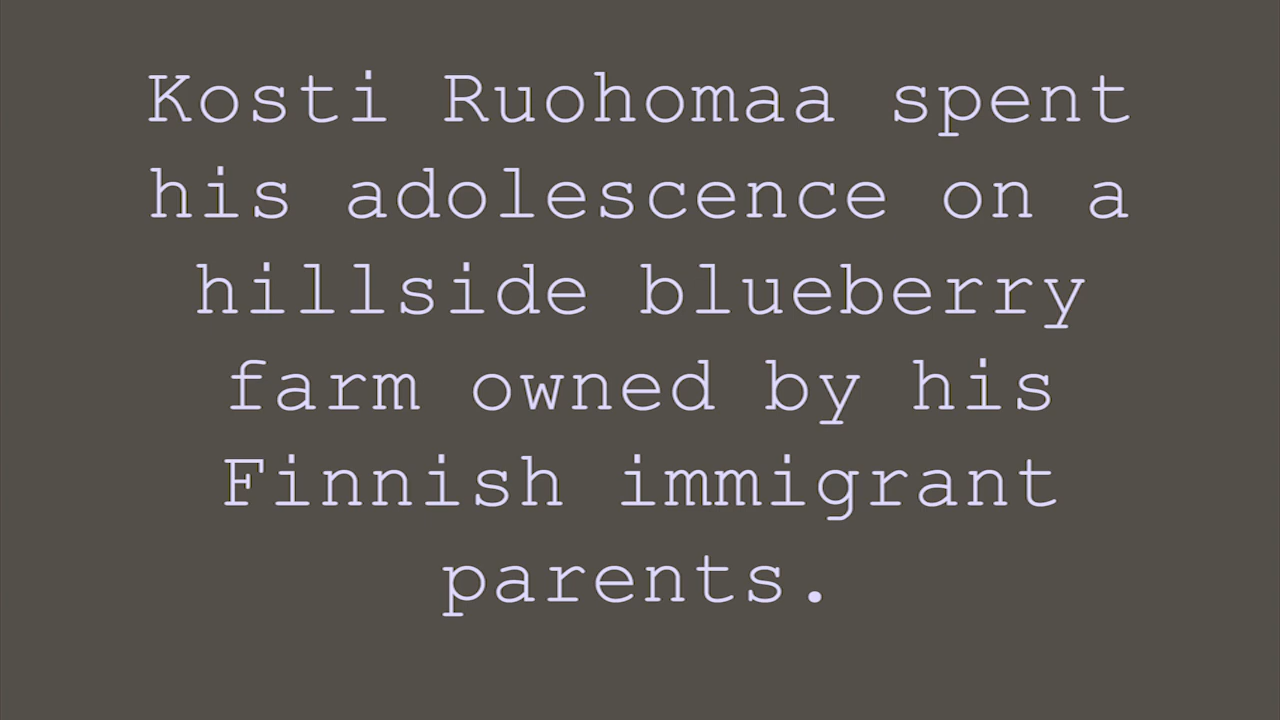 Kosti Ruohomaa spent
his adolescence on a
hillside blueberry
farm owned by his
Finnish immigrant
parents.